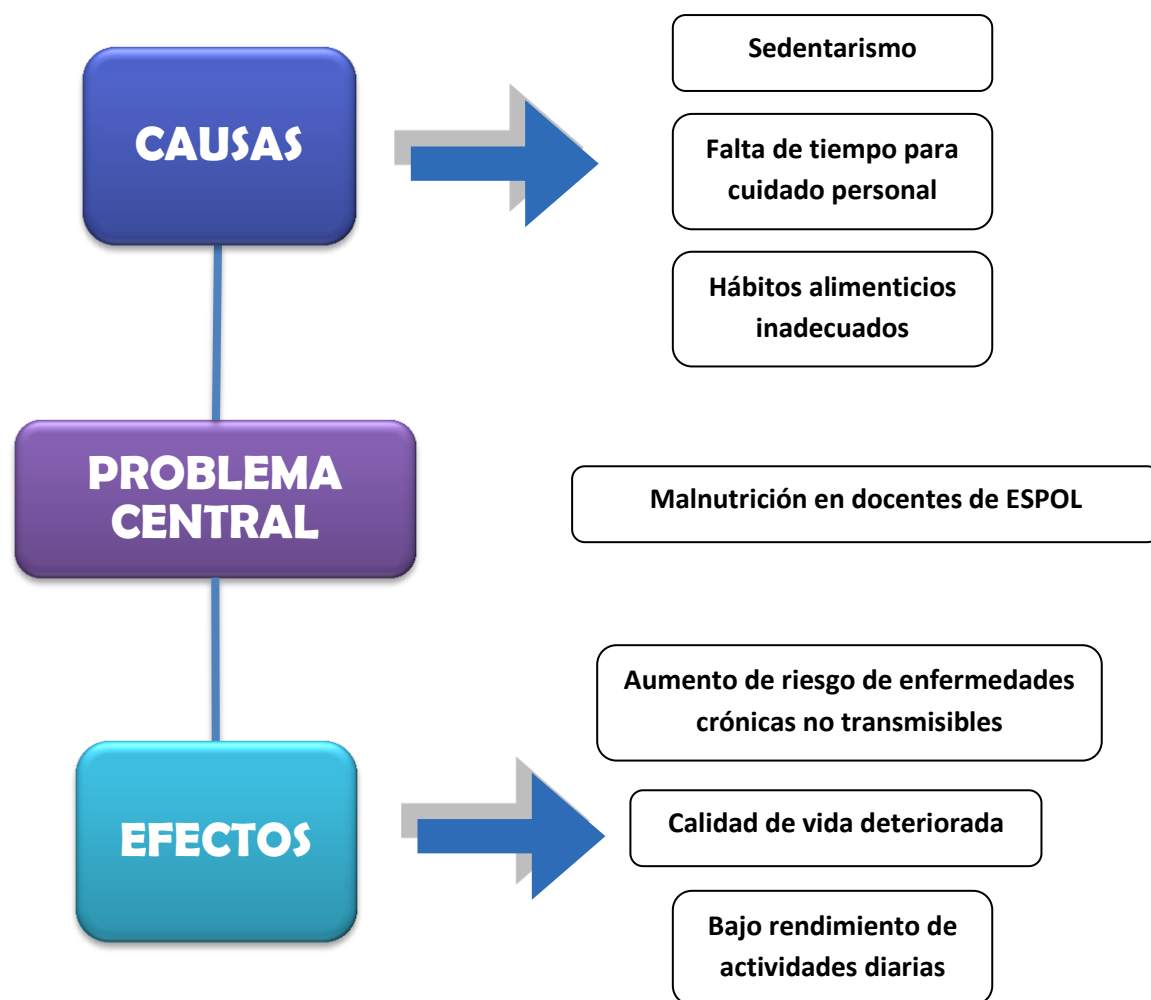 CAUSAS
Sedentarismo
Falta de tiempo para
cuidado personal
Hábitos alimenticios
inadecuados
PROBLEMA
CENTRAL
Malnutrición en docentes de ESPOL
EFECTOS
Aumento de riesgo de enfermedades
crónicas no transmisibles
Calidad de vida deteriorada
Bajo rendimiento de
actividades diarias